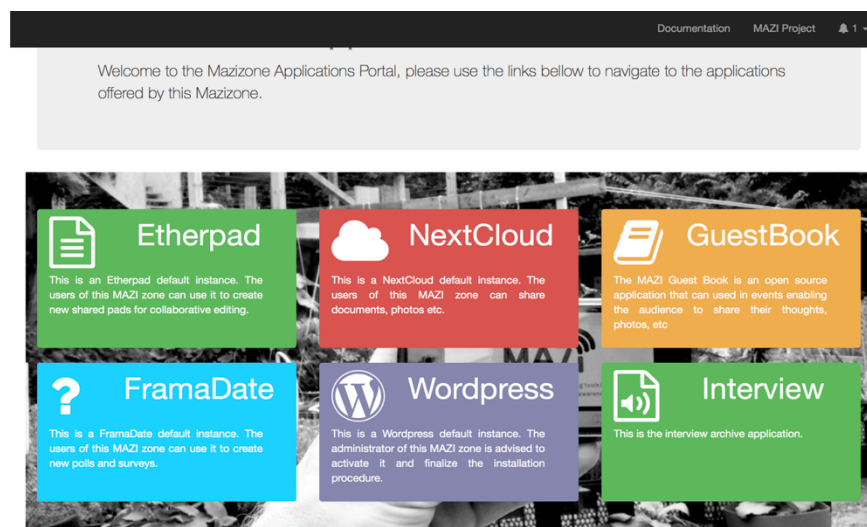 Documentation MAZI Project 1
Welcome to the Mazizone Applications Portal, please use the links bellow to navigate to the applications
offered by this Mazizone.
Etherpad
This is an Etherpad default instance. The
users of this MAZI zone can use it to create
new shared pads for collaborative editing.
NextCloud
This is a NextCloud default instance. The
users of this MAZI zone can share
documents, photos etc.
GuestBook
The MAZI Guest Book is an open source
application that can used in events enabling
the audience to share their thoughts,
photos, etc
MAZI
FramaDate
This is a FramaDate default instance. The
users of this MAZI zone can use it to create
new polls and surveys.
Wordpress
This is a Wordpress default instance. The
administrator of this MAZI zone is advised to
activate it and finalize the installation
procedure.
Interview
This is the interview archive application.